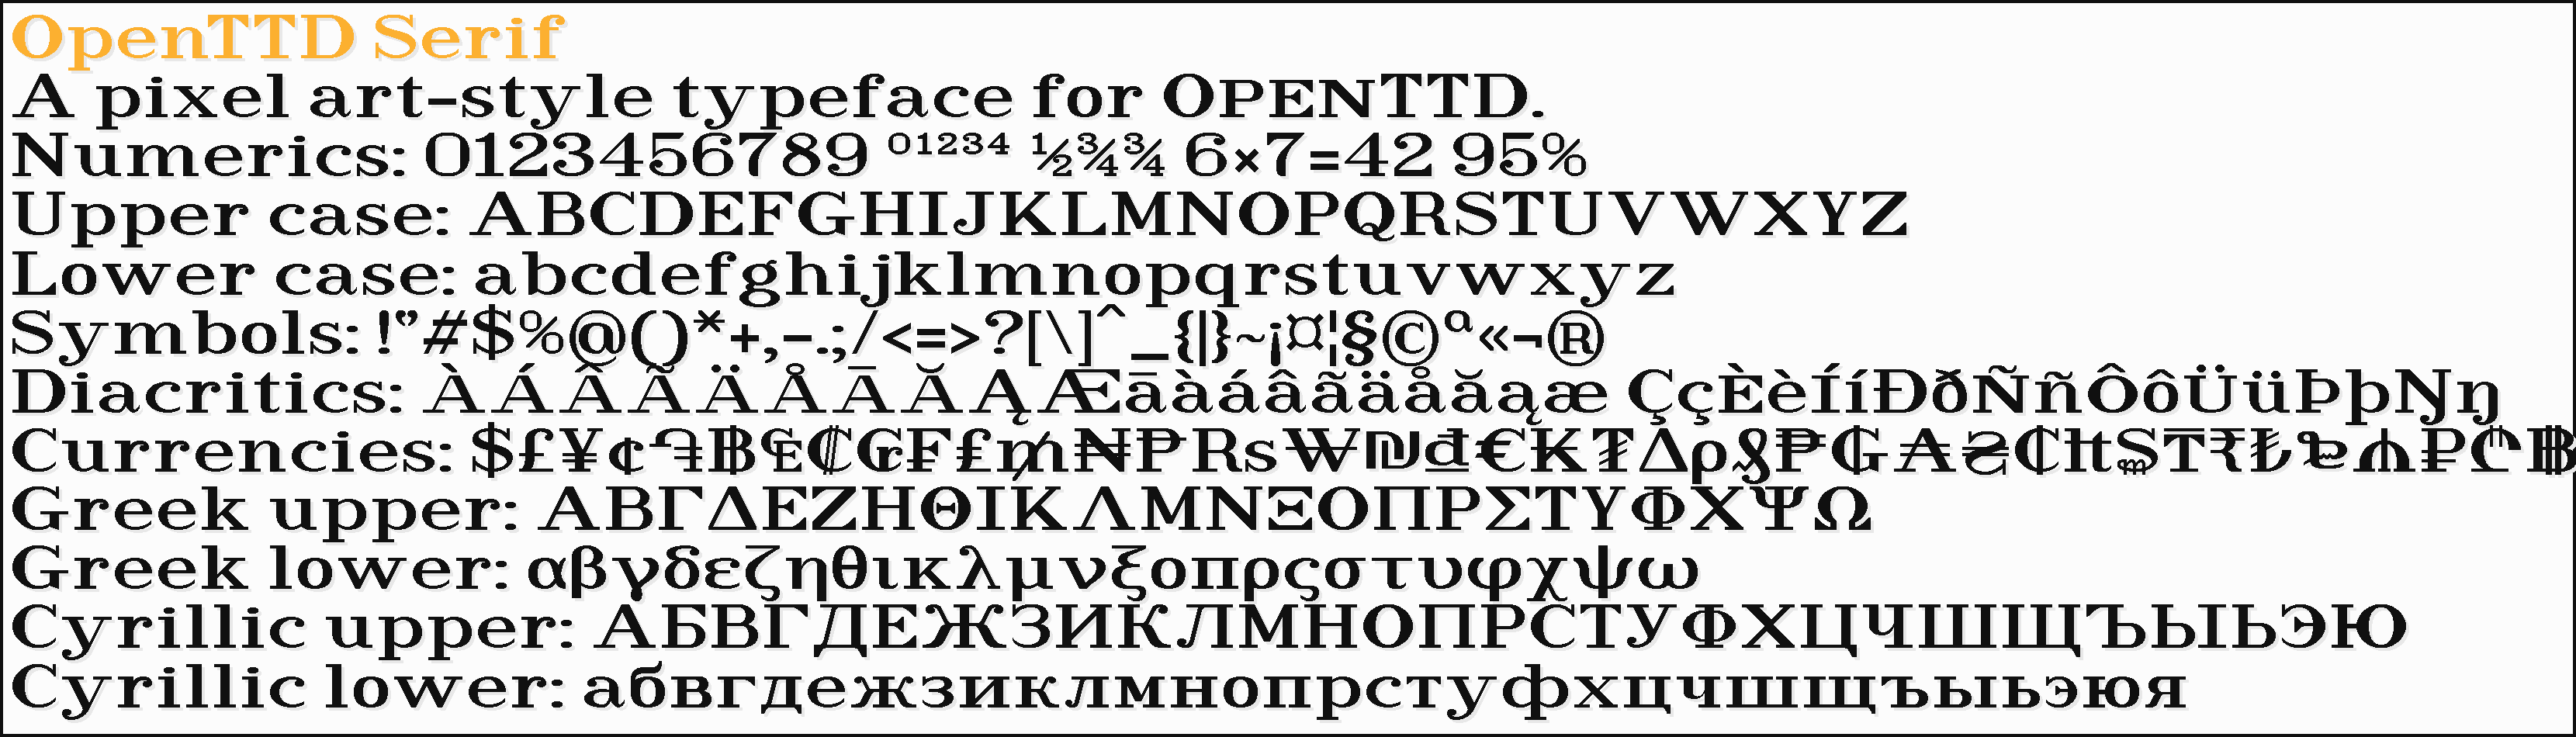 OpenTTD Serif
A pixel art-style typeface for OPENTTD.
Numerics: 0123456789 ⁰¹²³⁴ ½¾¾ 6×7=42 95%
Upper case: ABCDEFGHIJKLMNOPQRSTUVWXYZ
Lower case: abcdefghijklmnopqrstuvwxyz
Symbols: !"#$%@()*+,-.;/<=>?[\]^_{|}~¡¤¦§©ª«¬®
Diacritics: ÀÁÂÃÄÅĀĂĄÆāàáâãäåăąæ ÇçÈèÍíÐðÑñÔôÜüÞþŊŋ
Currencies: $£¥¢֏฿₠₡₢₣₤₥₦₧₨₩₪₫€₭₮₯₰₱₲₳₴₵₶₷₸₹₺₻₼₽₾₿
Greek upper: ΑΒΓΔΕΖΗΘΙΚΛΜΝΞΟΠΡΣΤΥΦΧΨΩ
Greek lower: αβγδεζηθικλμνξοπρςστυφχψω
Cyrillic upper: АБВГДЕЖЗИКЛМНОПРСТУФХЦЧШЩЪЫЬЭЮ
Cyrillic lower: абвгдежзиклмнопрстуфхцчшщъыьэюя